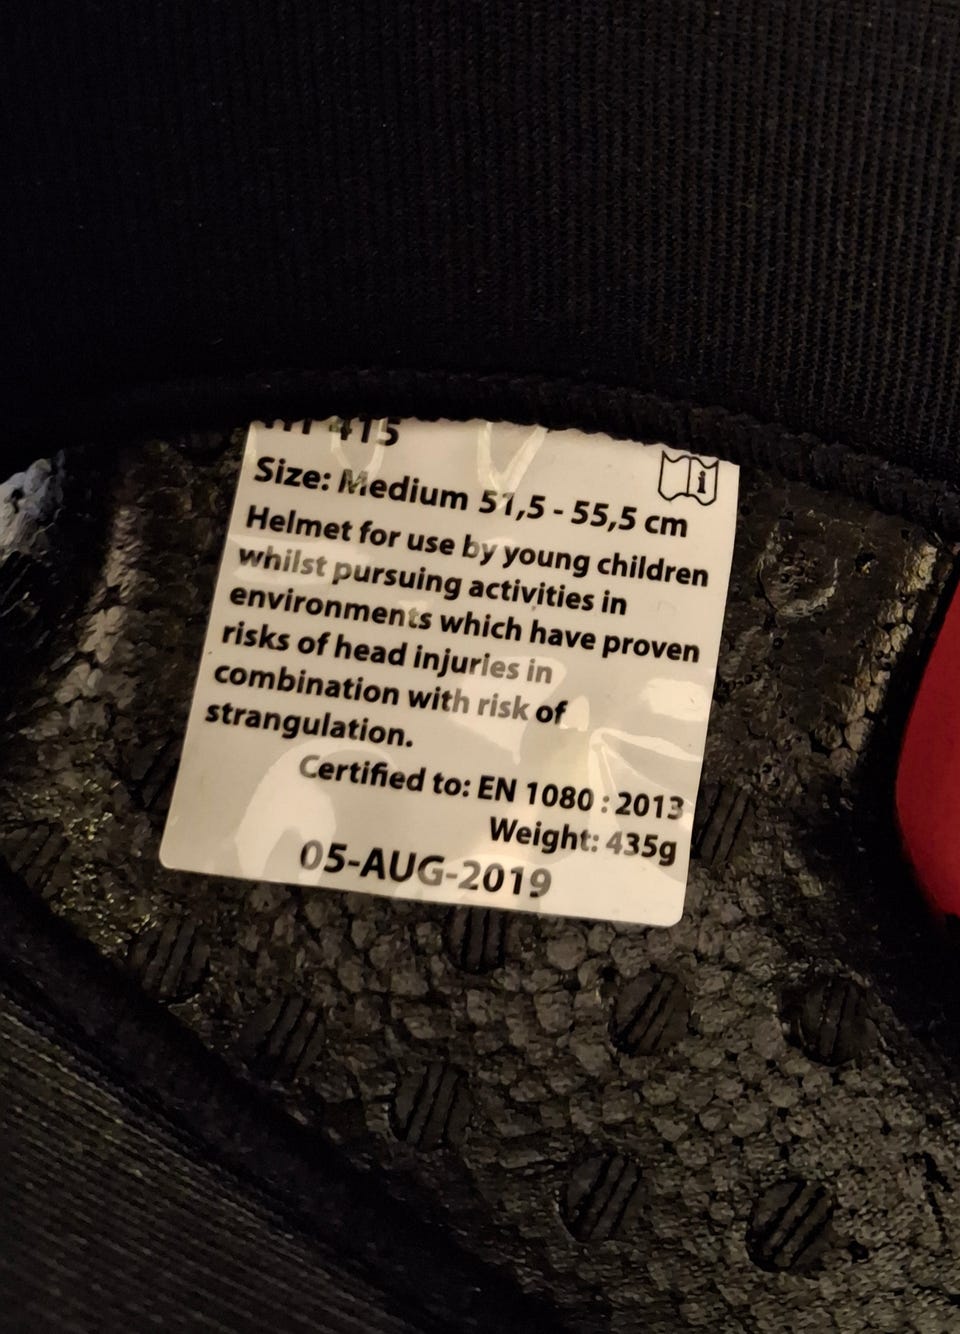 415
Size: Medium 51,5 - 55,5 cm
Helmet for use by young children
whilst pursuing activities in
environments which have proven
risks of head injuries in
combination with risk of
strangulation.
Certified to: EN 1080 : 2013
Weight: 435g
05-AUG-2019